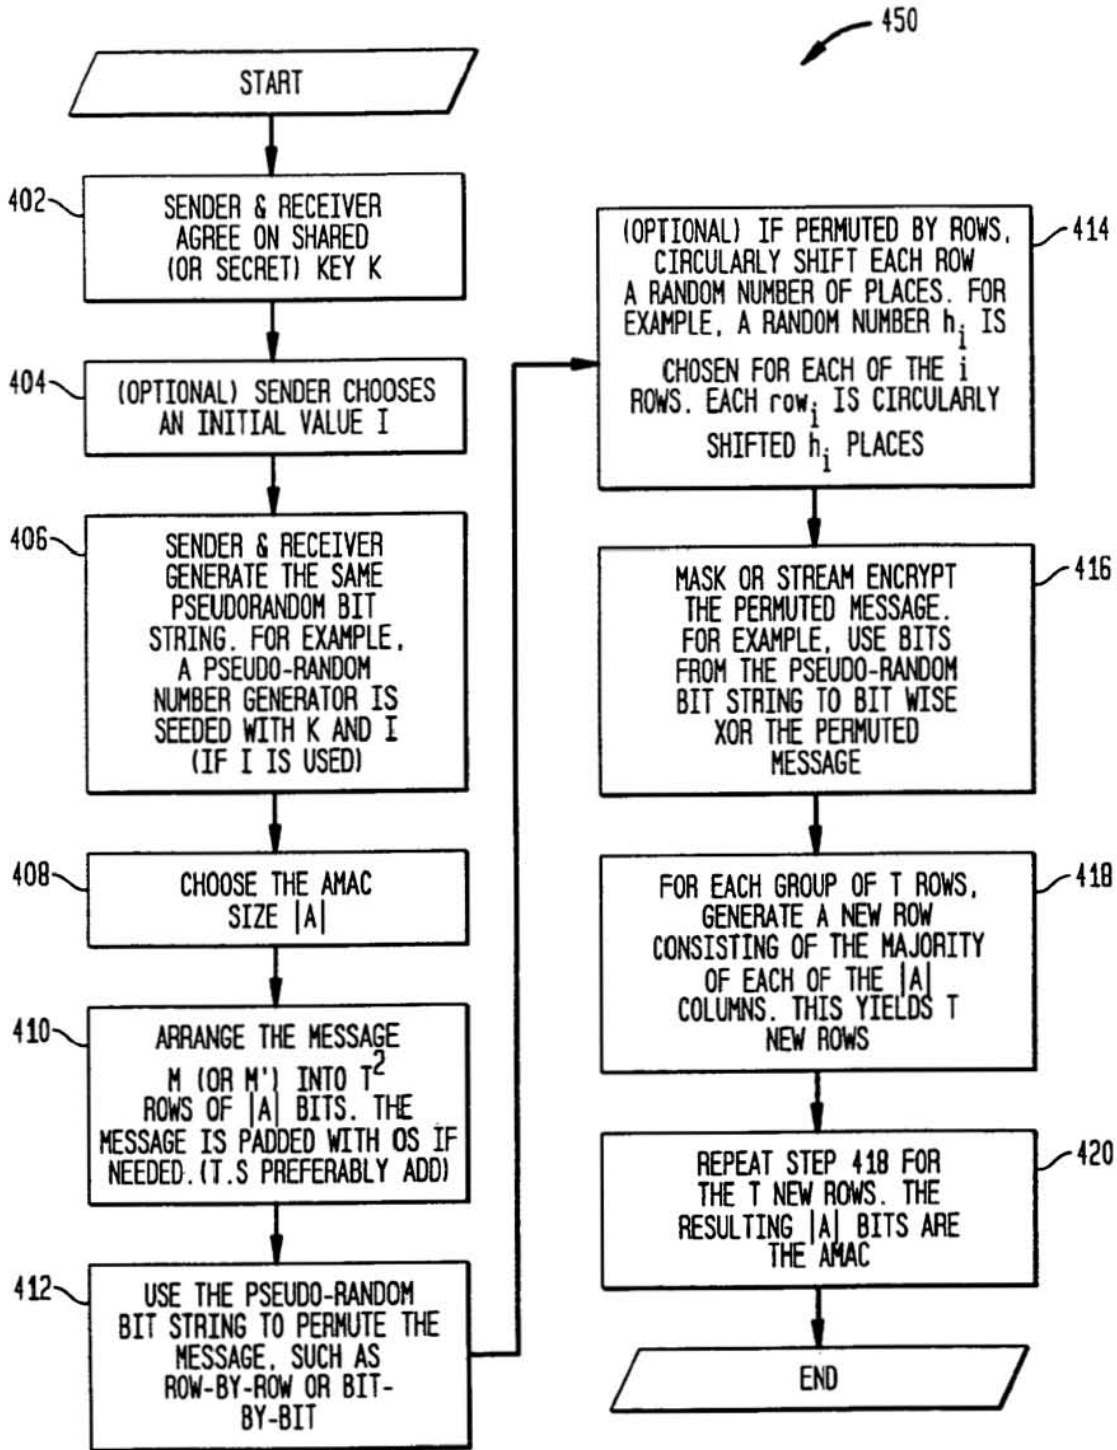 450
START
402
SENDER & RECEIVER
AGREE ON SHARED
(OR SECRET) KEY K
404
(OPTIONAL) SENDER CHOOSES
AN INITIAL VALUE I
406
SENDER & RECEIVER
GENERATE THE SAME
PSEUDORANDOM BIT
STRING. FOR EXAMPLE,
A PSEUDO-RANDOM
NUMBER GENERATOR IS
SEEDED WITH K AND I
(IF I IS USED)
408
CHOOSE THE AMAC
SIZE |A|
410
ARRANGE THE MESSAGE
M (OR M') INTO T²
ROWS OF |A| BITS. THE
MESSAGE IS PADDED WITH OS IF
NEEDED.(T.S PREFERABLY ADD)
412
USE THE PSEUDO-RANDOM
BIT STRING TO PERMUTE THE
MESSAGE, SUCH AS
ROW-BY-ROW OR BIT-
BY-BIT
414
(OPTIONAL) IF PERMUTED BY ROWS,
CIRCULARLY SHIFT EACH ROW
A RANDOM NUMBER OF PLACES. FOR
EXAMPLE, A RANDOM NUMBER hᵢ IS
CHOSEN FOR EACH OF THE i
ROWS. EACH rowᵢ IS CIRCULARLY
SHIFTED hᵢ PLACES
416
MASK OR STREAM ENCRYPT
THE PERMUTED MESSAGE.
FOR EXAMPLE, USE BITS
FROM THE PSEUDO-RANDOM
BIT STRING TO BIT WISE
XOR THE PERMUTED
MESSAGE
418
FOR EACH GROUP OF T ROWS,
GENERATE A NEW ROW
CONSISTING OF THE MAJORITY
OF EACH OF THE |A|
COLUMNS. THIS YIELDS T
NEW ROWS
420
REPEAT STEP 418 FOR
THE T NEW ROWS. THE
RESULTING |A| BITS ARE
THE AMAC
END